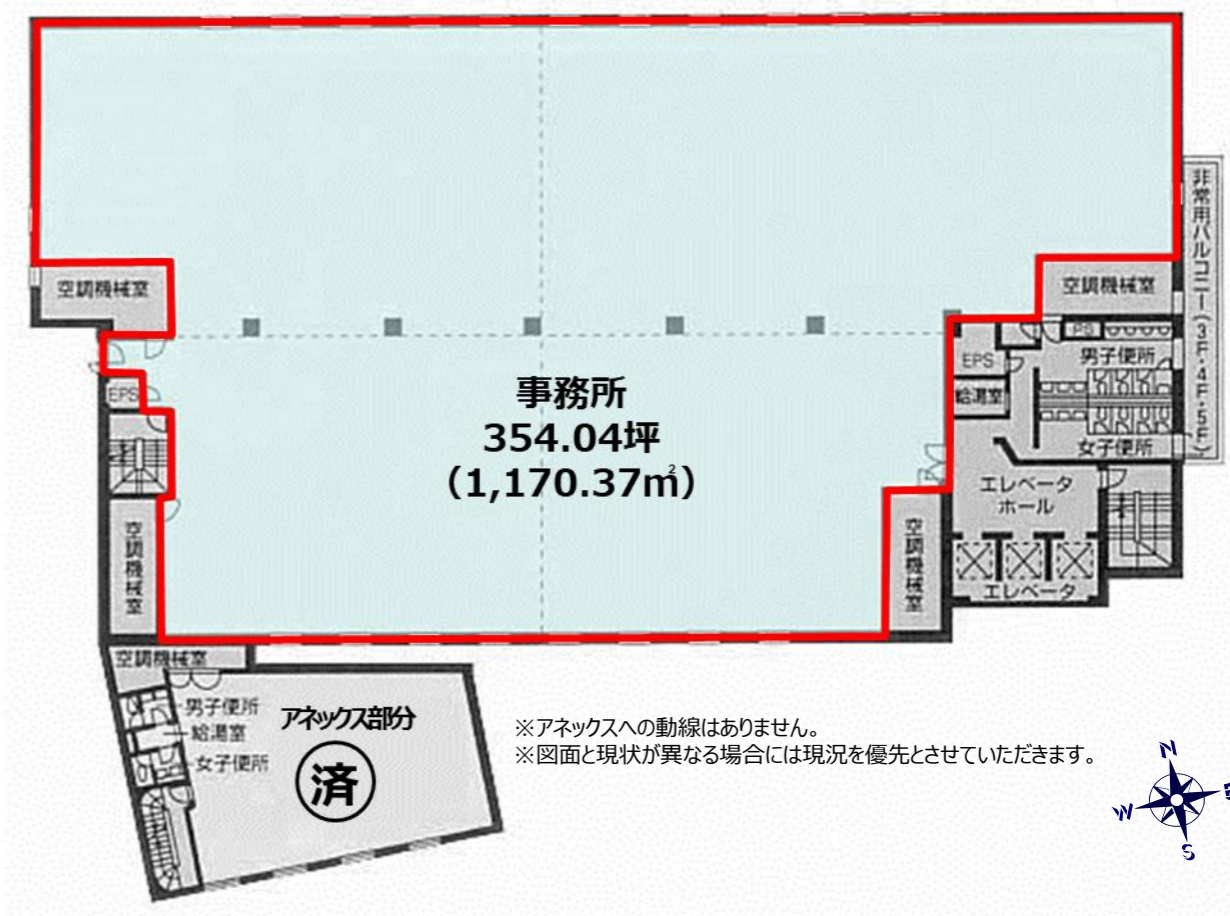 非常用バルコニー(3F・4F・5F)
空調機械室
空調機械室
PS
EPS
男子便所
給湯室
女子便所
EPS
事務所
354.04坪
(1,170.37㎡)
エレベータ
ホール
空調機械室
空調機械室
エレベータ
空調機械室
男子便所
給湯室
女子便所
アネックス部分
済
※アネックスへの動線はありません。
※図面と現状が異なる場合には現況を優先とさせていただきます。
N
W
E
S